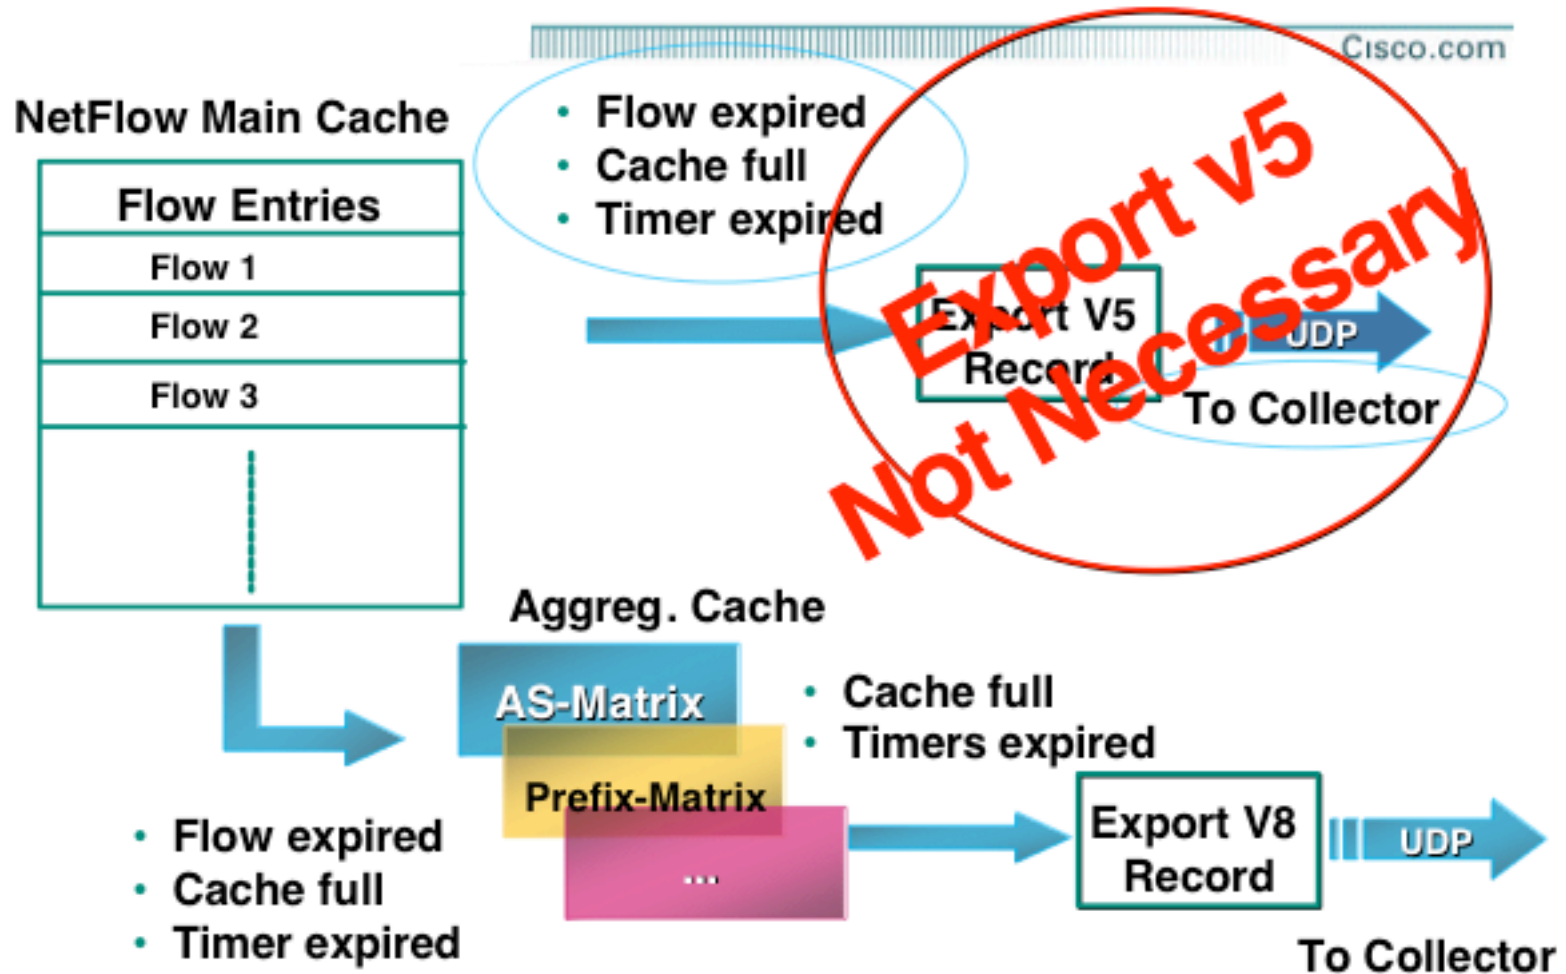 Cisco.com
NetFlow Main Cache
Flow Entries
Flow 1
Flow 2
Flow 3
• Flow expired
• Cache full
• Timer expired
Export V5
Record
UDP
To Collector
Export v5
Not Necessary
Aggreg. Cache
AS-Matrix
Prefix-Matrix
...
• Flow expired
• Cache full
• Timer expired
• Cache full
• Timers expired
Export V8
Record
UDP
To Collector